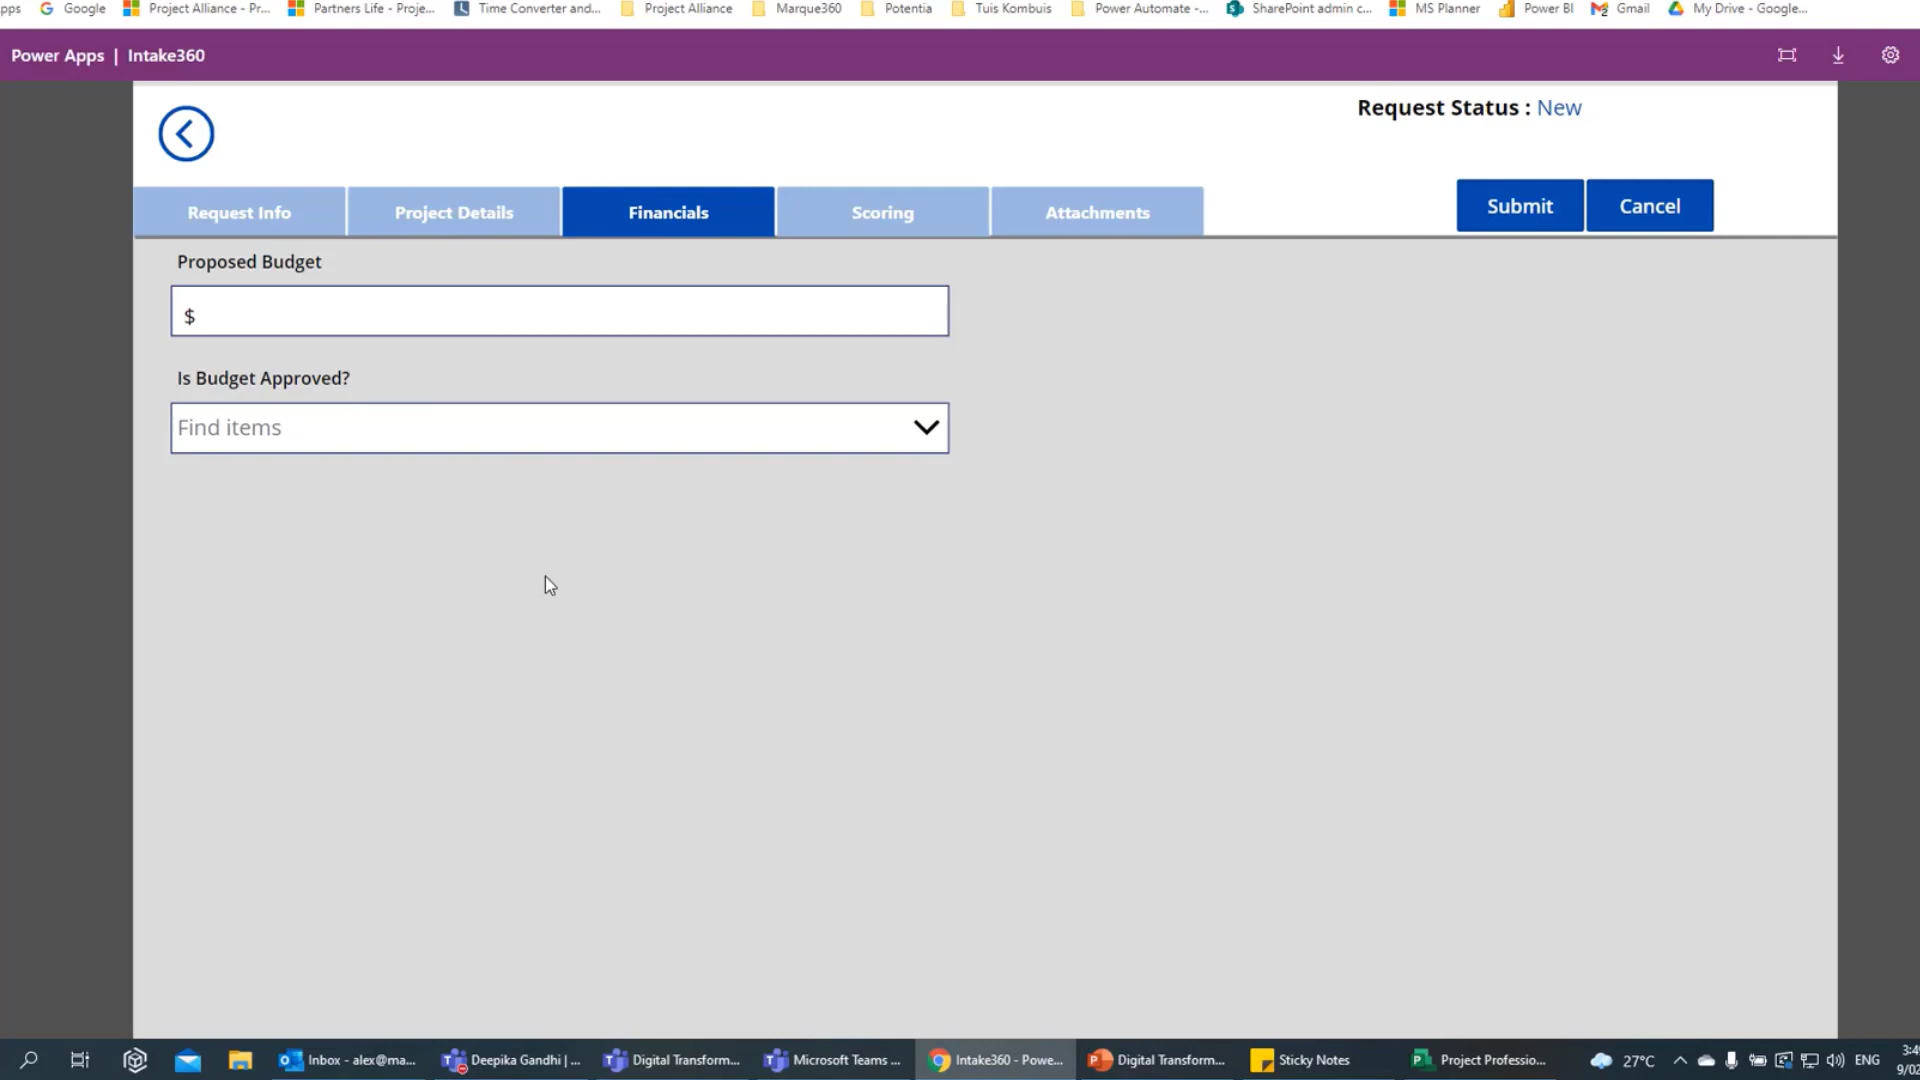 pps Google Project Alliance - Pr... Partners Life - Proje... Time Converter and... Project Alliance Marque360 Potentia Tuis Kombuis Power Automate -... SharePoint admin c... MS Planner Power BI Gmail My Drive - Google...
Power Apps | Intake360
Request Status : New
Request Info Project Details Financials Scoring Attachments Submit Cancel
Proposed Budget
$
Is Budget Approved?
Find items
Inbox - alex@ma... Deepika Gandhi | ... Digital Transform... Microsoft Teams ... Intake360 - Powe... Digital Transform... Sticky Notes Project Professio... 27°C ENG